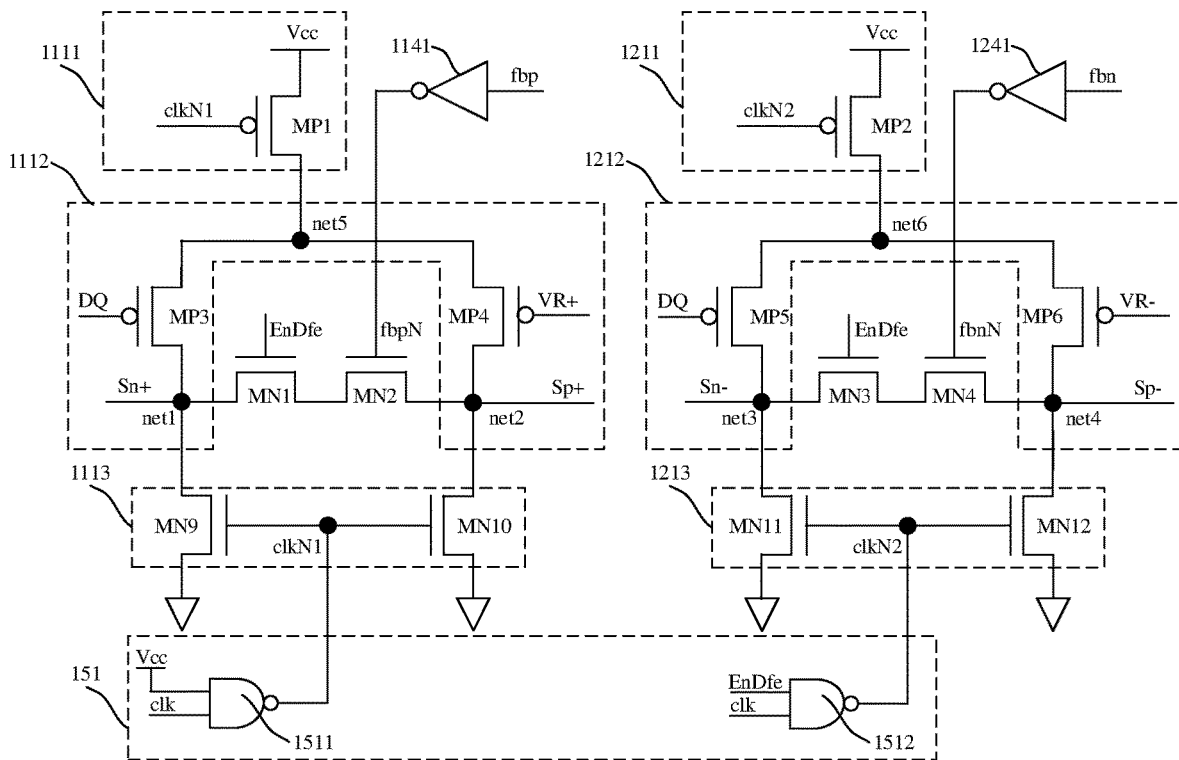 1111
Vcc
1141
fbp
clkN1
MP1
1211
Vcc
1241
fbn
clkN2
MP2
1112
net5
1212
net6
DQ
MP3
MP4
VR+
EnDfe
fbpN
DQ
MP5
MP6
VR-
EnDfe
fbnN
Sn+
MN1
MN2
Sp+
net1
net2
Sn-
MN3
MN4
Sp-
net3
net4
1113
MN9
clkN1
MN10
1213
MN11
clkN2
MN12
151
Vcc
clk
1511
EnDfe
clk
1512